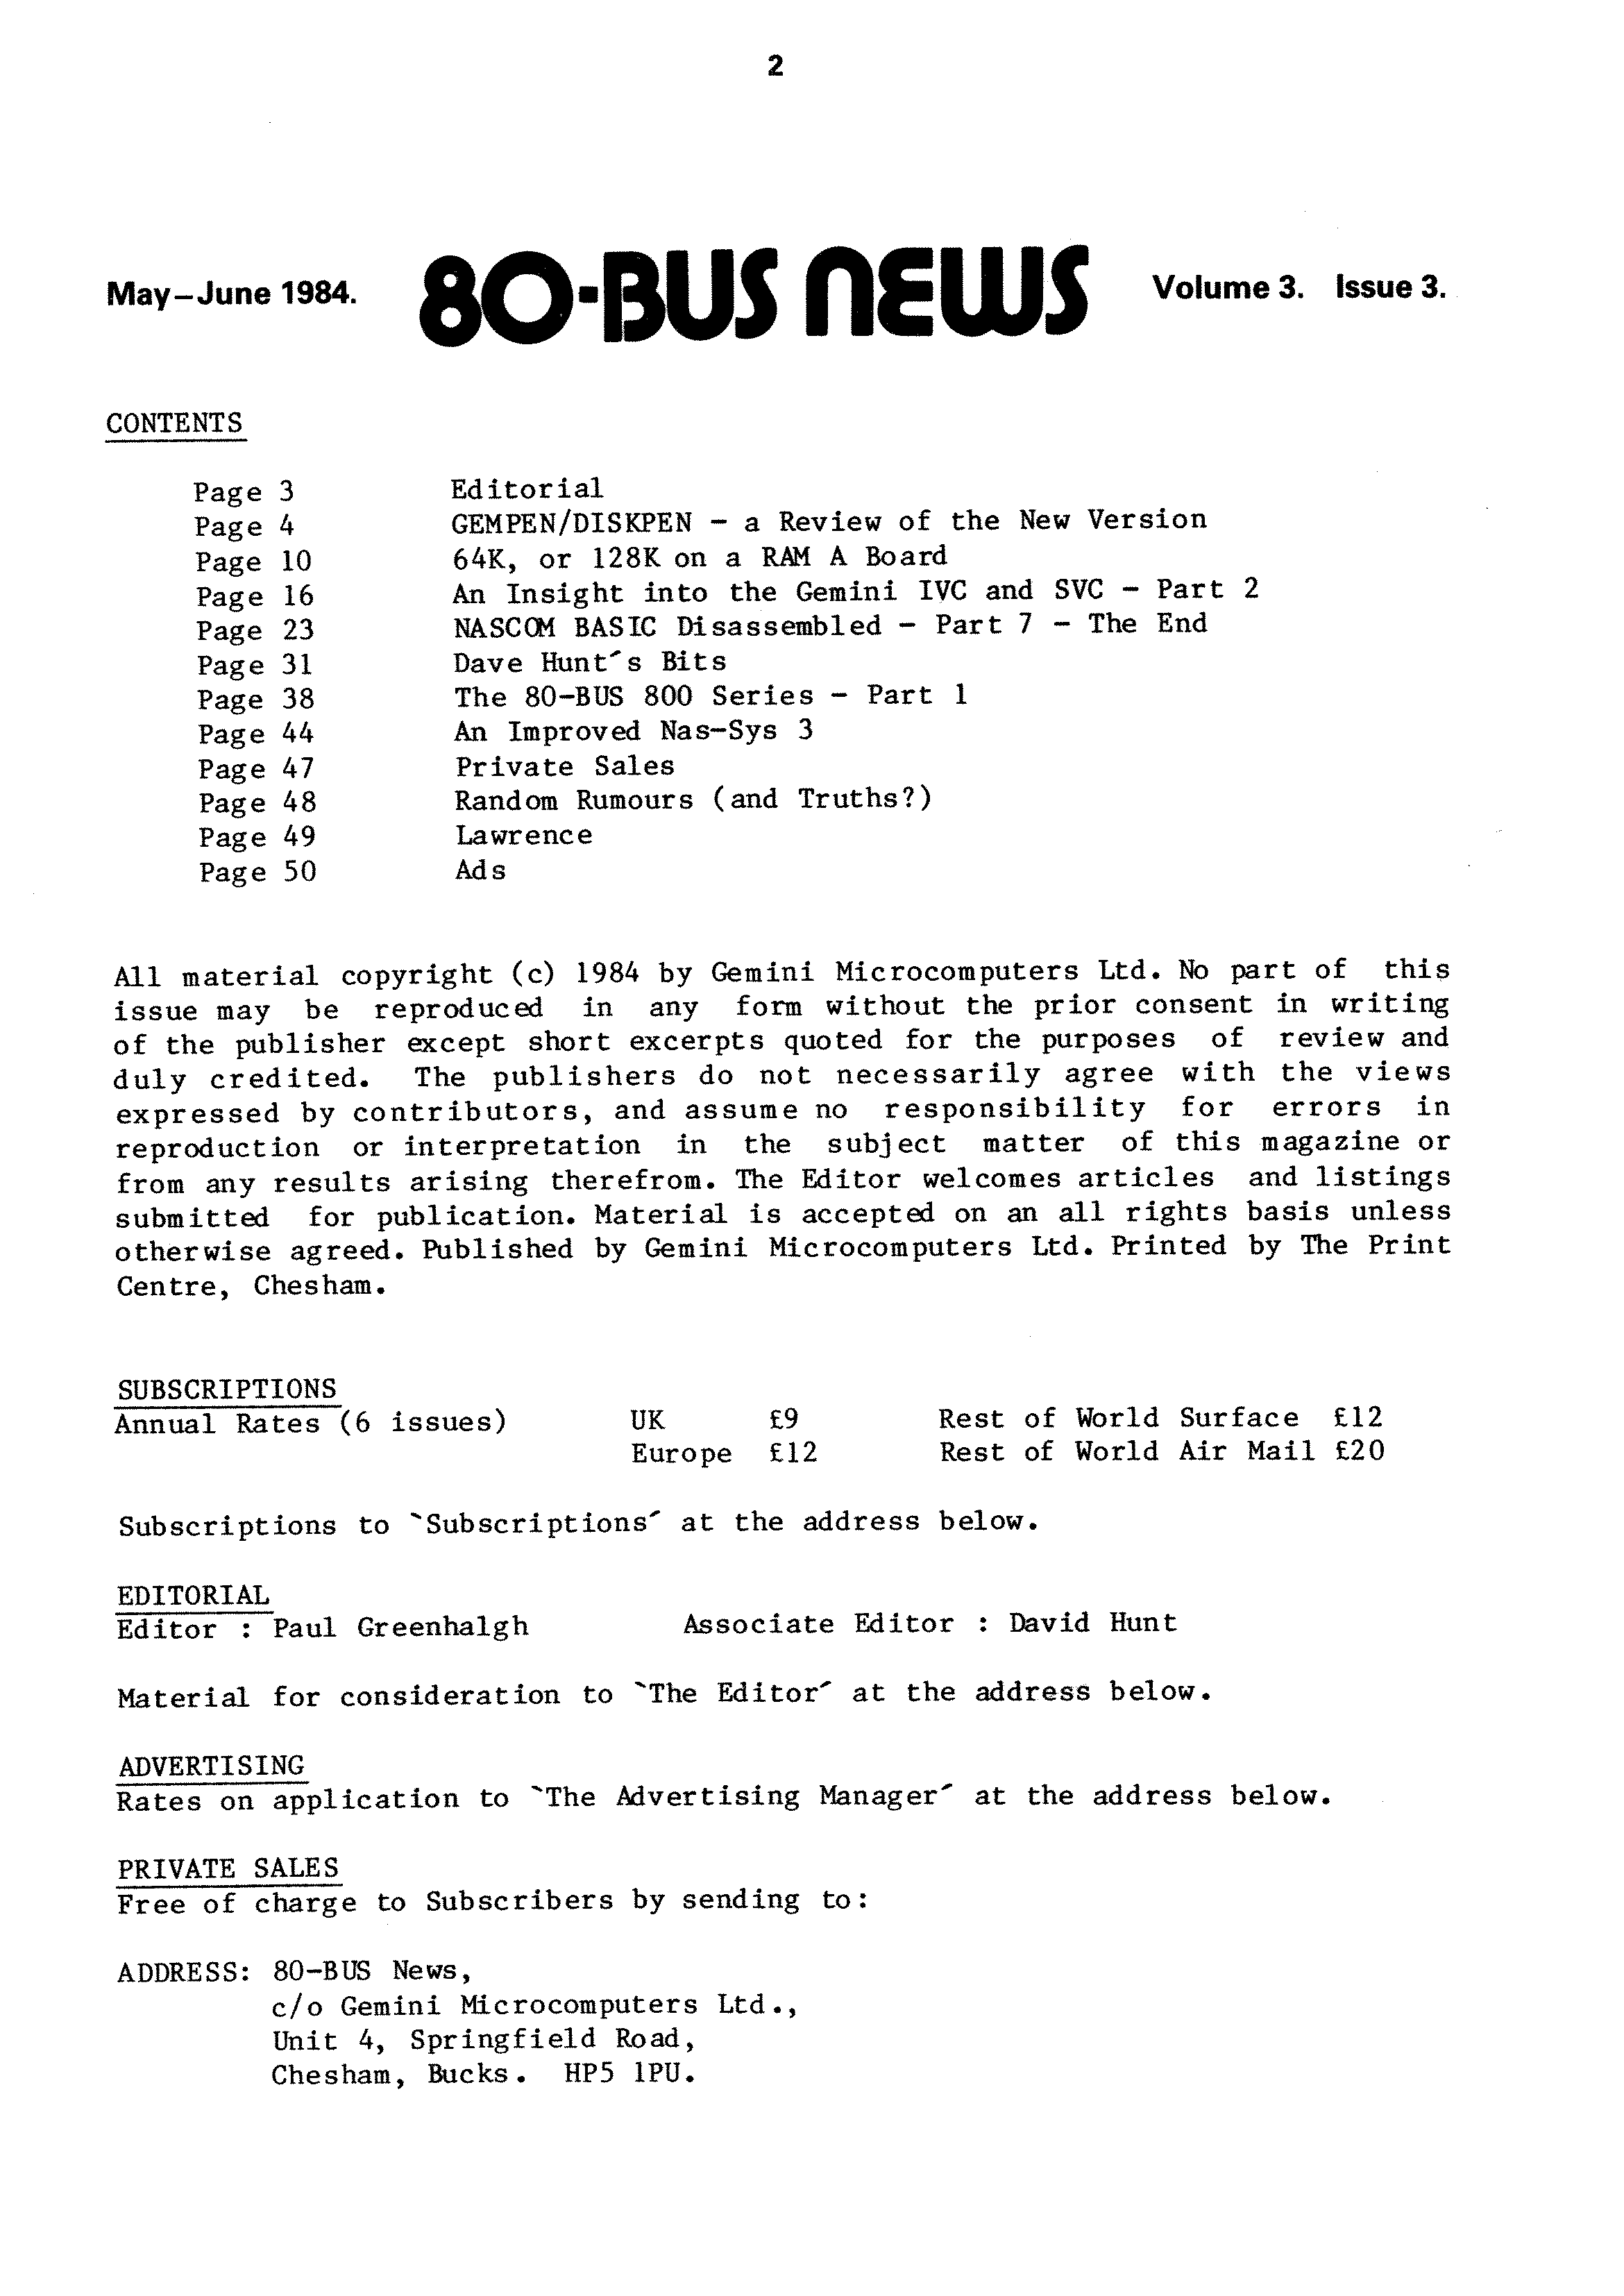 2
May–June 1984. 80-BUS NEWS Volume 3. Issue 3.
CONTENTS
Page 3 Editorial
Page 4 GEMPEN/DISKPEN – a Review of the New Version
Page 10 64K, or 128K on a RAM A Board
Page 16 An Insight into the Gemini IVC and SVC – Part 2
Page 23 NASCOM BASIC Disassembled – Part 7 – The End
Page 31 Dave Hunt´s Bits
Page 38 The 80–BUS 800 Series – Part 1
Page 44 An Improved Nas–Sys 3
Page 47 Private Sales
Page 48 Random Rumours (and Truths?)
Page 49 Lawrence
Page 50 Ads
All material copyright (c) 1984 by Gemini Microcomputers Ltd. No part of this
issue may be reproduced in any form without the prior consent in writing
of the publisher except short excerpts quoted for the purposes of review and
duly credited. The publishers do not necessarily agree with the views
expressed by contributors, and assume no responsibility for errors in
reproduction or interpretation in the subject matter of this magazine or
from any results arising therefrom. The Editor welcomes articles and listings
submitted for publication. Material is accepted on an all rights basis unless
otherwise agreed. Published by Gemini Microcomputers Ltd. Printed by The Print
Centre, Chesham.
SUBSCRIPTIONS
Annual Rates (6 issues) UK £9 Rest of World Surface £12
Europe £12 Rest of World Air Mail £20
Subscriptions to `Subscriptions´ at the address below.
EDITORIAL
Editor : Paul Greenhalgh Associate Editor : David Hunt
Material for consideration to `The Editor´ at the address below.
ADVERTISING
Rates on application to `The Advertising Manager´ at the address below.
PRIVATE SALES
Free of charge to Subscribers by sending to:
ADDRESS: 80–BUS News,
c/o Gemini Microcomputers Ltd.,
Unit 4, Springfield Road,
Chesham, Bucks. HP5 1PU.